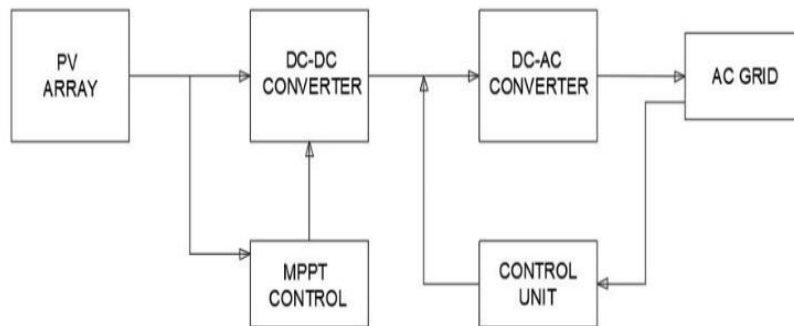 PV
ARRAY
DC-DC
CONVERTER
DC-AC
CONVERTER
AC GRID
MPPT
CONTROL
CONTROL
UNIT